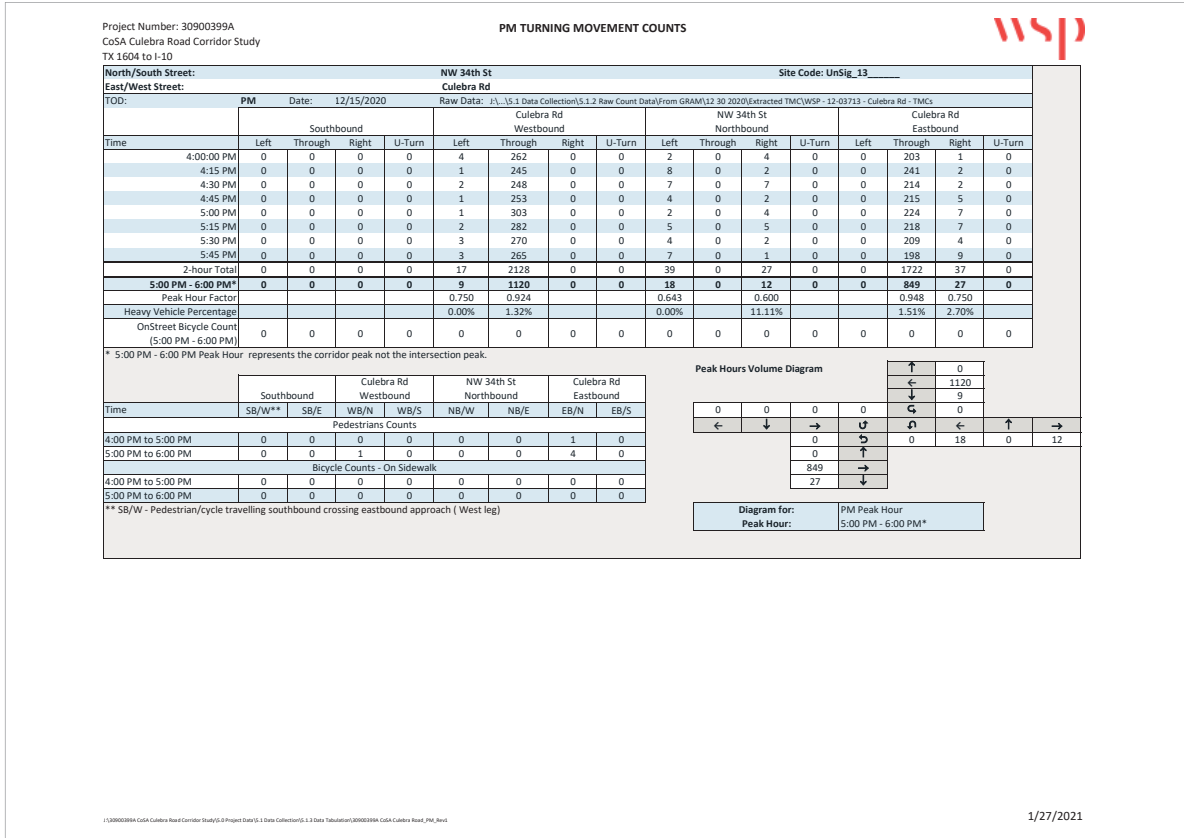 Project Number: 30900399A
CoSA Culebra Road Corridor Study
TX 1604 to I-10
PM TURNING MOVEMENT COUNTS
wsp
North/South Street: NW 34th St Site Code: UnSig_13______
East/West Street: Culebra Rd
TOD: PM Date: 12/15/2020 Raw Data: J:\...\5.1 Data Collection\5.1.2 Raw Count Data\From GRAM\12 30 2020\Extracted TMC\WSP - 12-03713 - Culebra Rd - TMCs
Culebra Rd NW 34th St Culebra Rd
Southbound Westbound Northbound Eastbound
Time Left Through Right U-Turn Left Through Right U-Turn Left Through Right U-Turn Left Through Right U-Turn
4:00:00 PM 0 0 0 0 4 262 0 0 2 4 0 0 203 1 0
4:15 PM 0 0 0 0 1 245 0 0 8 2 0 0 241 2 0
4:30 PM 0 0 0 0 2 248 0 0 7 7 0 0 214 2 0
4:45 PM 0 0 0 0 1 253 0 0 4 2 0 0 215 5 0
5:00 PM 0 0 0 0 1 303 0 0 2 4 0 0 224 7 0
5:15 PM 0 0 0 0 2 282 0 0 5 5 0 0 218 7 0
5:30 PM 0 0 0 0 3 270 0 0 4 2 0 0 209 4 0
5:45 PM 0 0 0 0 3 265 0 0 7 1 0 0 198 9 0
2-hour Total 0 0 0 0 17 2128 0 0 39 27 0 0 1722 37 0
5:00 PM - 6:00 PM* 0 0 0 0 9 1120 0 0 18 0 12 0 0 849 27 0
Peak Hour Factor 0.750 0.924 0.643 0.600 0.948 0.750
Heavy Vehicle Percentage 0.00% 1.32% 0.00% 11.11% 1.51% 2.70%
OnStreet Bicycle Count
(5:00 PM - 6:00 PM) 0 0 0 0 0 0 0 0 0 0 0 0 0 0 0 0
* 5:00 PM - 6:00 PM Peak Hour represents the corridor peak not the intersection peak.
Culebra Rd NW 34th St Culebra Rd
Southbound Westbound Northbound Eastbound
Time SB/W** SB/E WB/N WB/S NB/W NB/E EB/N EB/S
Pedestrians Counts
4:00 PM to 5:00 PM 0 0 0 0 0 0 1 0
5:00 PM to 6:00 PM 0 0 1 0 0 0 4 0
Bicycle Counts - On Sidewalk
4:00 PM to 5:00 PM 0 0 0 0 0 0 0 0
5:00 PM to 6:00 PM 0 0 0 0 0 0 0 0
** SB/W - Pedestrian/cycle travelling southbound crossing eastbound approach ( West leg)
Peak Hours Volume Diagram
↑ 0
← 1120
↓ 9
0 0 0 0 ↶ 0
← ↓ → ↺ ↷ ← ↑ →
0 ↺ 0 18 0 12
0 ↑
849 →
27 ↓
Diagram for: PM Peak Hour
Peak Hour: 5:00 PM - 6:00 PM*
J:\30900399A CoSA Culebra Road Corridor Study\5.0 Project Data\5.1 Data Collection\5.1.3 Data Tabulation\30900399A CoSA Culebra Road_PM_Rev1
1/27/2021